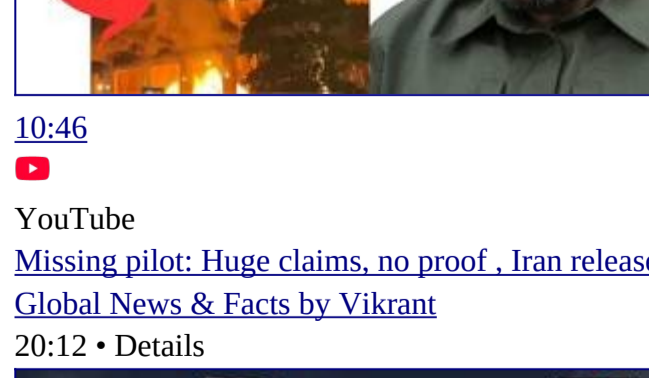 10:46
YouTube
Missing pilot: Huge claims, no proof , Iran release
Global News & Facts by Vikrant
20:12 • Details